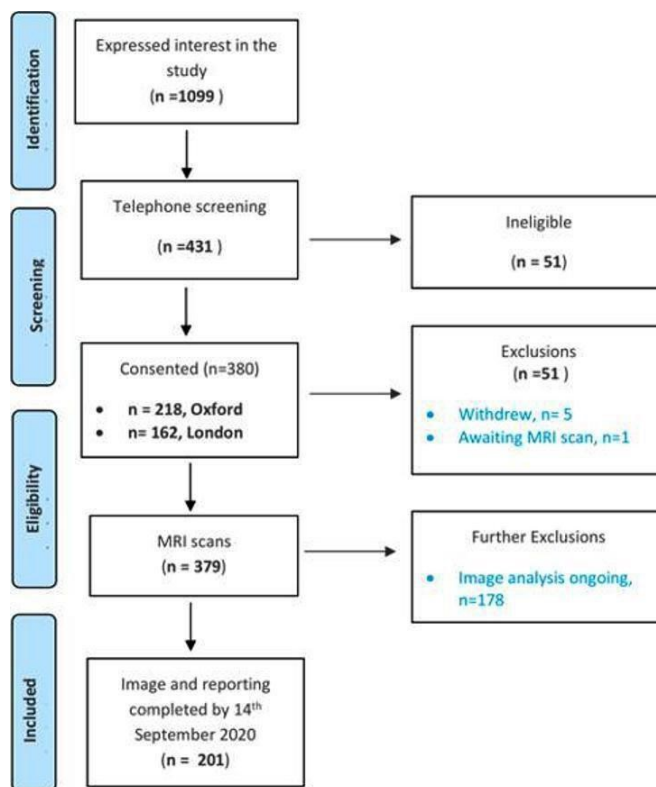 Identification
Expressed interest in the
study
(n =1099 )
Telephone screening
(n =431 )
Ineligible
(n = 51)
Screening
Consented (n=380)
• n = 218, Oxford
• n= 162, London
Exclusions
(n =51 )
• Withdrew, n= 5
• Awaiting MRI scan, n=1
Eligibility
MRI scans
(n = 379)
Further Exclusions
• Image analysis ongoing,
n=178
Included
Image and reporting
completed by 14th
September 2020
(n = 201)